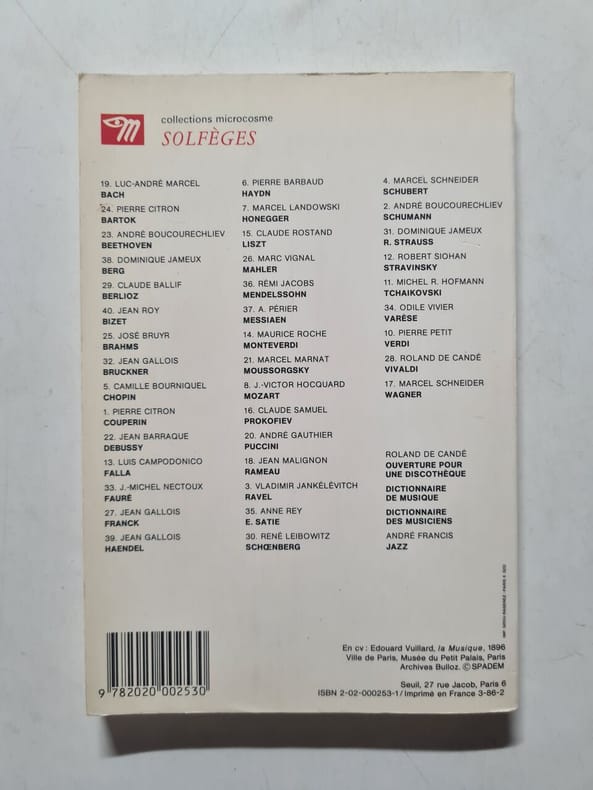 collections microcosme
SOLFÈGES
19. LUC-ANDRÉ MARCEL
BACH
24. PIERRE CITRON
BARTOK
23. ANDRÉ BOUCOURECHLIEV
BEETHOVEN
38. DOMINIQUE JAMEUX
BERG
29. CLAUDE BALLIF
BERLIOZ
40. JEAN ROY
BIZET
25. JOSÉ BRUYR
BRAHMS
32. JEAN GALLOIS
BRUCKNER
5. CAMILLE BOURNIQUEL
CHOPIN
1. PIERRE CITRON
COUPERIN
22. JEAN BARRAQUE
DEBUSSY
13. LUIS CAMPODONICO
FALLA
33. J.-MICHEL NECTOUX
FAURÉ
27. JEAN GALLOIS
FRANCK
39. JEAN GALLOIS
HAENDEL
6. PIERRE BARBAUD
HAYDN
7. MARCEL LANDOWSKI
HONEGGER
15. CLAUDE ROSTAND
LISZT
26. MARC VIGNAL
MAHLER
36. RÉMI JACOBS
MENDELSSOHN
37. A. PÉRIER
MESSIAEN
14. MAURICE ROCHE
MONTEVERDI
21. MARCEL MARNAT
MOUSSORGSKY
8. J.-VICTOR HOCQUARD
MOZART
16. CLAUDE SAMUEL
PROKOFIEV
20. ANDRÉ GAUTHIER
PUCCINI
18. JEAN MALIGNON
RAMEAU
3. VLADIMIR JANKÉLÉVITCH
RAVEL
35. ANNE REY
E. SATIE
30. RENÉ LEIBOWITZ
SCHŒNBERG
4. MARCEL SCHNEIDER
SCHUBERT
2. ANDRÉ BOUCOURECHLIEV
SCHUMANN
31. DOMINIQUE JAMEUX
R. STRAUSS
12. ROBERT SIOHAN
STRAVINSKY
11. MICHEL R. HOFMANN
TCHAIKOVSKI
34. ODILE VIVIER
VARÈSE
10. PIERRE PETIT
VERDI
28. ROLAND DE CANDÉ
VIVALDI
17. MARCEL SCHNEIDER
WAGNER
ROLAND DE CANDÉ
OUVERTURE POUR
UNE DISCOTHÈQUE
DICTIONNAIRE
DE MUSIQUE
DICTIONNAIRE
DES MUSICIENS
ANDRÉ FRANCIS
JAZZ
En cv : Edouard Vuillard, la Musique, 1896
Ville de Paris, Musée du Petit Palais, Paris
Archives Bulloz. © SPADEM
Seuil, 27 rue Jacob, Paris 6
ISBN 2-02-000253-1 / Imprimé en France 3-86-2
9 782020 002530